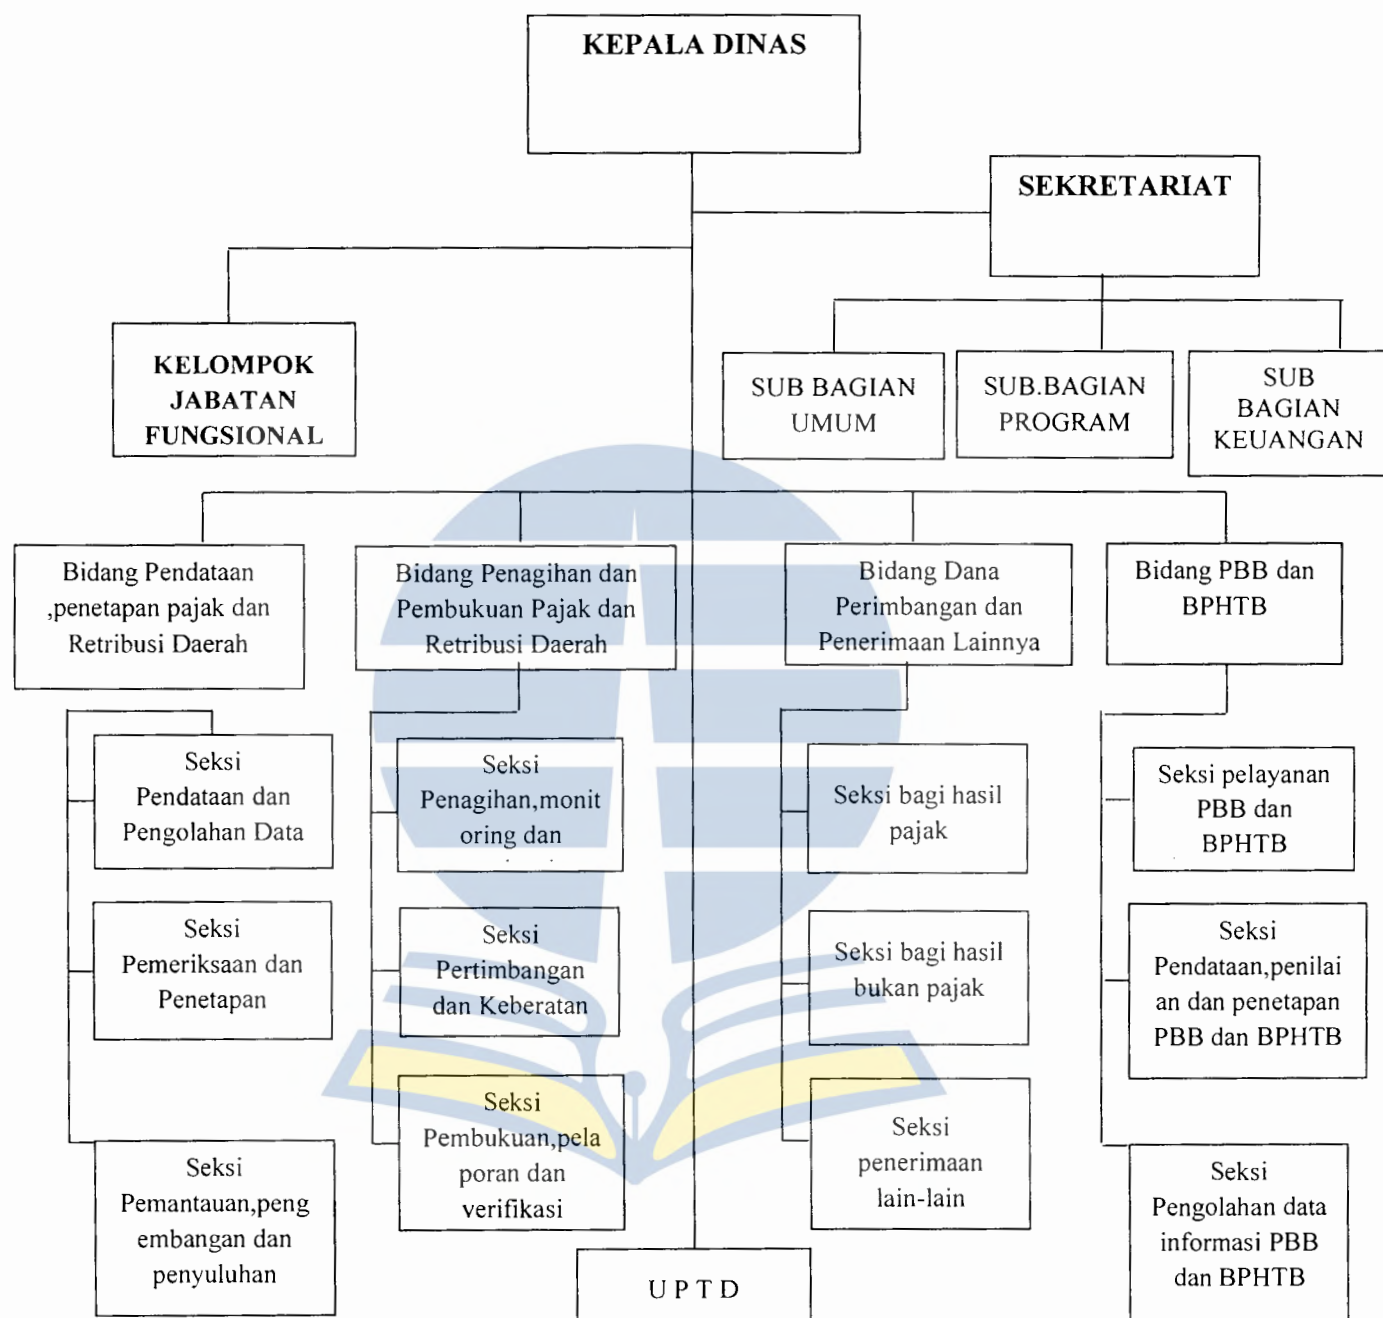 KEPALA DINAS
SEKRETARIAT
KELOMPOK
JABATAN
FUNGSIONAL
SUB BAGIAN
UMUM
SUB.BAGIAN
PROGRAM
SUB
BAGIAN
KEUANGAN
Bidang Pendataan
,penetapan pajak dan
Retribusi Daerah
Bidang Penagihan dan
Pembukuan Pajak dan
Retribusi Daerah
Bidang Dana
Perimbangan dan
Penerimaan Lainnya
Bidang PBB dan
BPHTB
Seksi
Pendataan dan
Pengolahan Data
Seksi
Penagihan,monit
oring dan
Seksi bagi hasil
pajak
Seksi pelayanan
PBB dan
BPHTB
Seksi
Pemeriksaan dan
Penetapan
Seksi
Pertimbangan
dan Keberatan
Seksi bagi hasil
bukan pajak
Seksi
Pendataan,penilai
an dan penetapan
PBB dan BPHTB
Seksi
Pemantauan,peng
embangan dan
penyuluhan
Seksi
Pembukuan,pela
poran dan
verifikasi
Seksi
penerimaan
lain-lain
Seksi
Pengolahan data
informasi PBB
dan BPHTB
U P T D